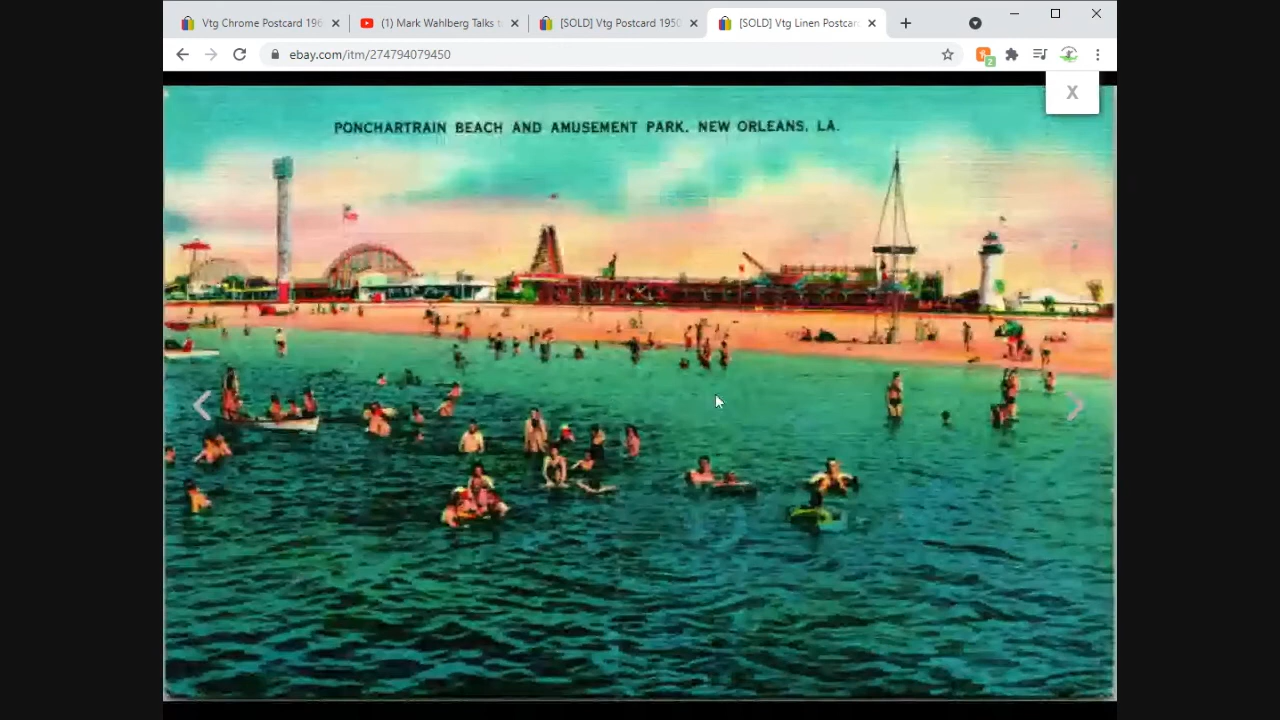 Vtg Chrome Postcard 196
(1) Mark Wahlberg Talks t
[SOLD] Vtg Postcard 1950
[SOLD] Vtg Linen Postcar
ebay.com/itm/274794079450
2
X
PONCHARTRAIN BEACH AND AMUSEMENT PARK. NEW ORLEANS, LA.